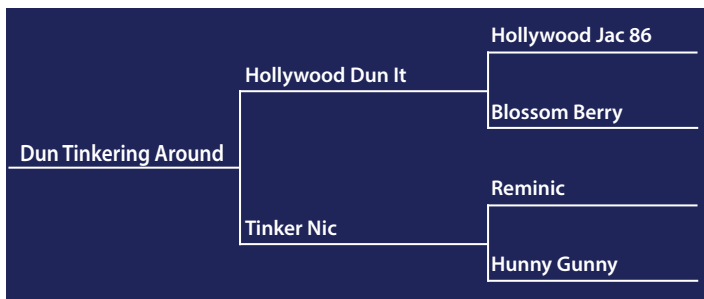 Hollywood Jac 86
Hollywood Dun It
Blossom Berry
Dun Tinkering Around
Reminic
Tinker Nic
Hunny Gunny